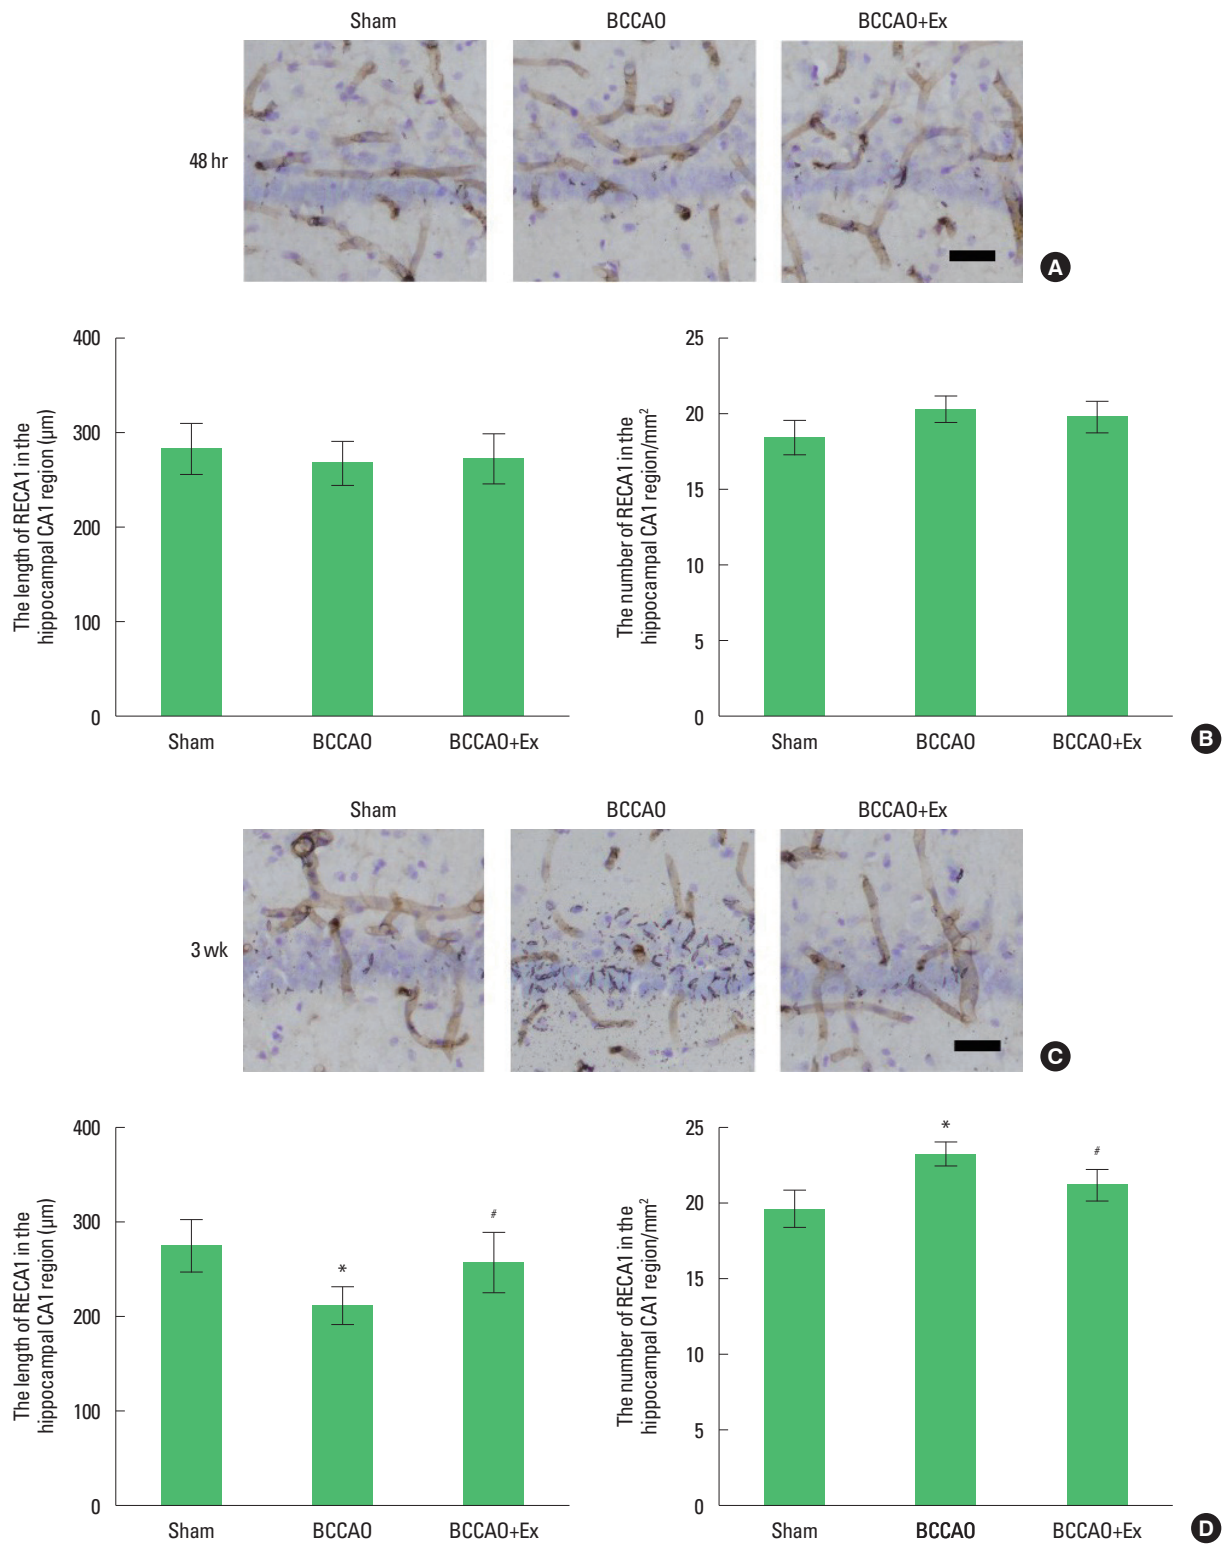 Sham BCCAO BCCAO+Ex
48 hr
A
400
300
200
100
0
The length of RECA1 in the
hippocampal CA1 region (µm)
Sham BCCAO BCCAO+Ex
25
20
15
10
5
0
The number of RECA1 in the
hippocampal CA1 region/mm²
Sham BCCAO BCCAO+Ex
B
Sham BCCAO BCCAO+Ex
3 wk
C
400
300
200
100
0
The length of RECA1 in the
hippocampal CA1 region (µm)
*
#
Sham BCCAO BCCAO+Ex
25
20
15
10
5
0
The number of RECA1 in the
hippocampal CA1 region/mm²
*
#
Sham BCCAO BCCAO+Ex
D